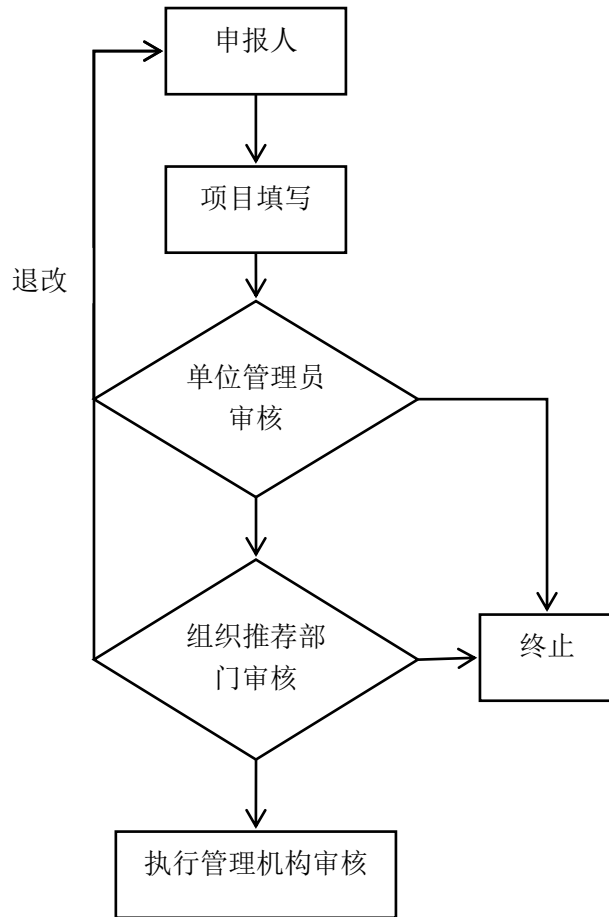 申报人
项目填写
退改
单位管理员
审核
组织推荐部
门审核
终止
执行管理机构审核